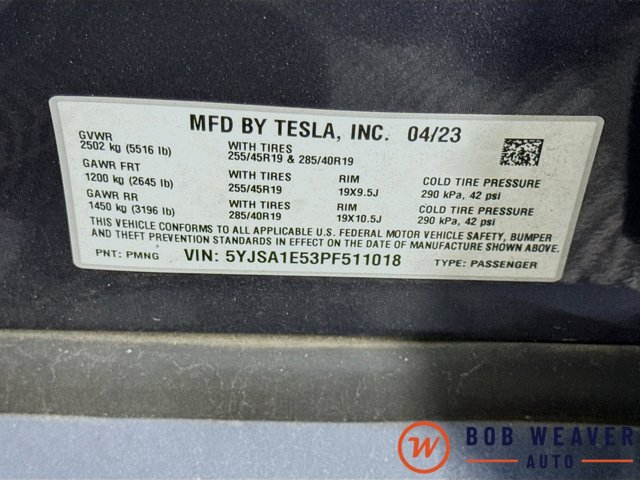 MFD BY TESLA, INC. 04/23
GVWR
2502 kg (5516 lb) WITH TIRES
255/45R19 & 285/40R19
GAWR FRT WITH TIRES RIM COLD TIRE PRESSURE
1200 kg (2645 lb) 255/45R19 19X9.5J 290 kPa, 42 psi
GAWR RR WITH TIRES RIM COLD TIRE PRESSURE
1450 kg (3196 lb) 285/40R19 19X10.5J 290 kPa, 42 psi
THIS VEHICLE CONFORMS TO ALL APPLICABLE U.S. FEDERAL MOTOR VEHICLE SAFETY, BUMPER
AND THEFT PREVENTION STANDARDS IN EFFECT ON THE DATE OF MANUFACTURE SHOWN ABOVE.
PNT: PMNG VIN: 5YJSA1E53PF511018 TYPE: PASSENGER
W BOB WEAVER
AUTO